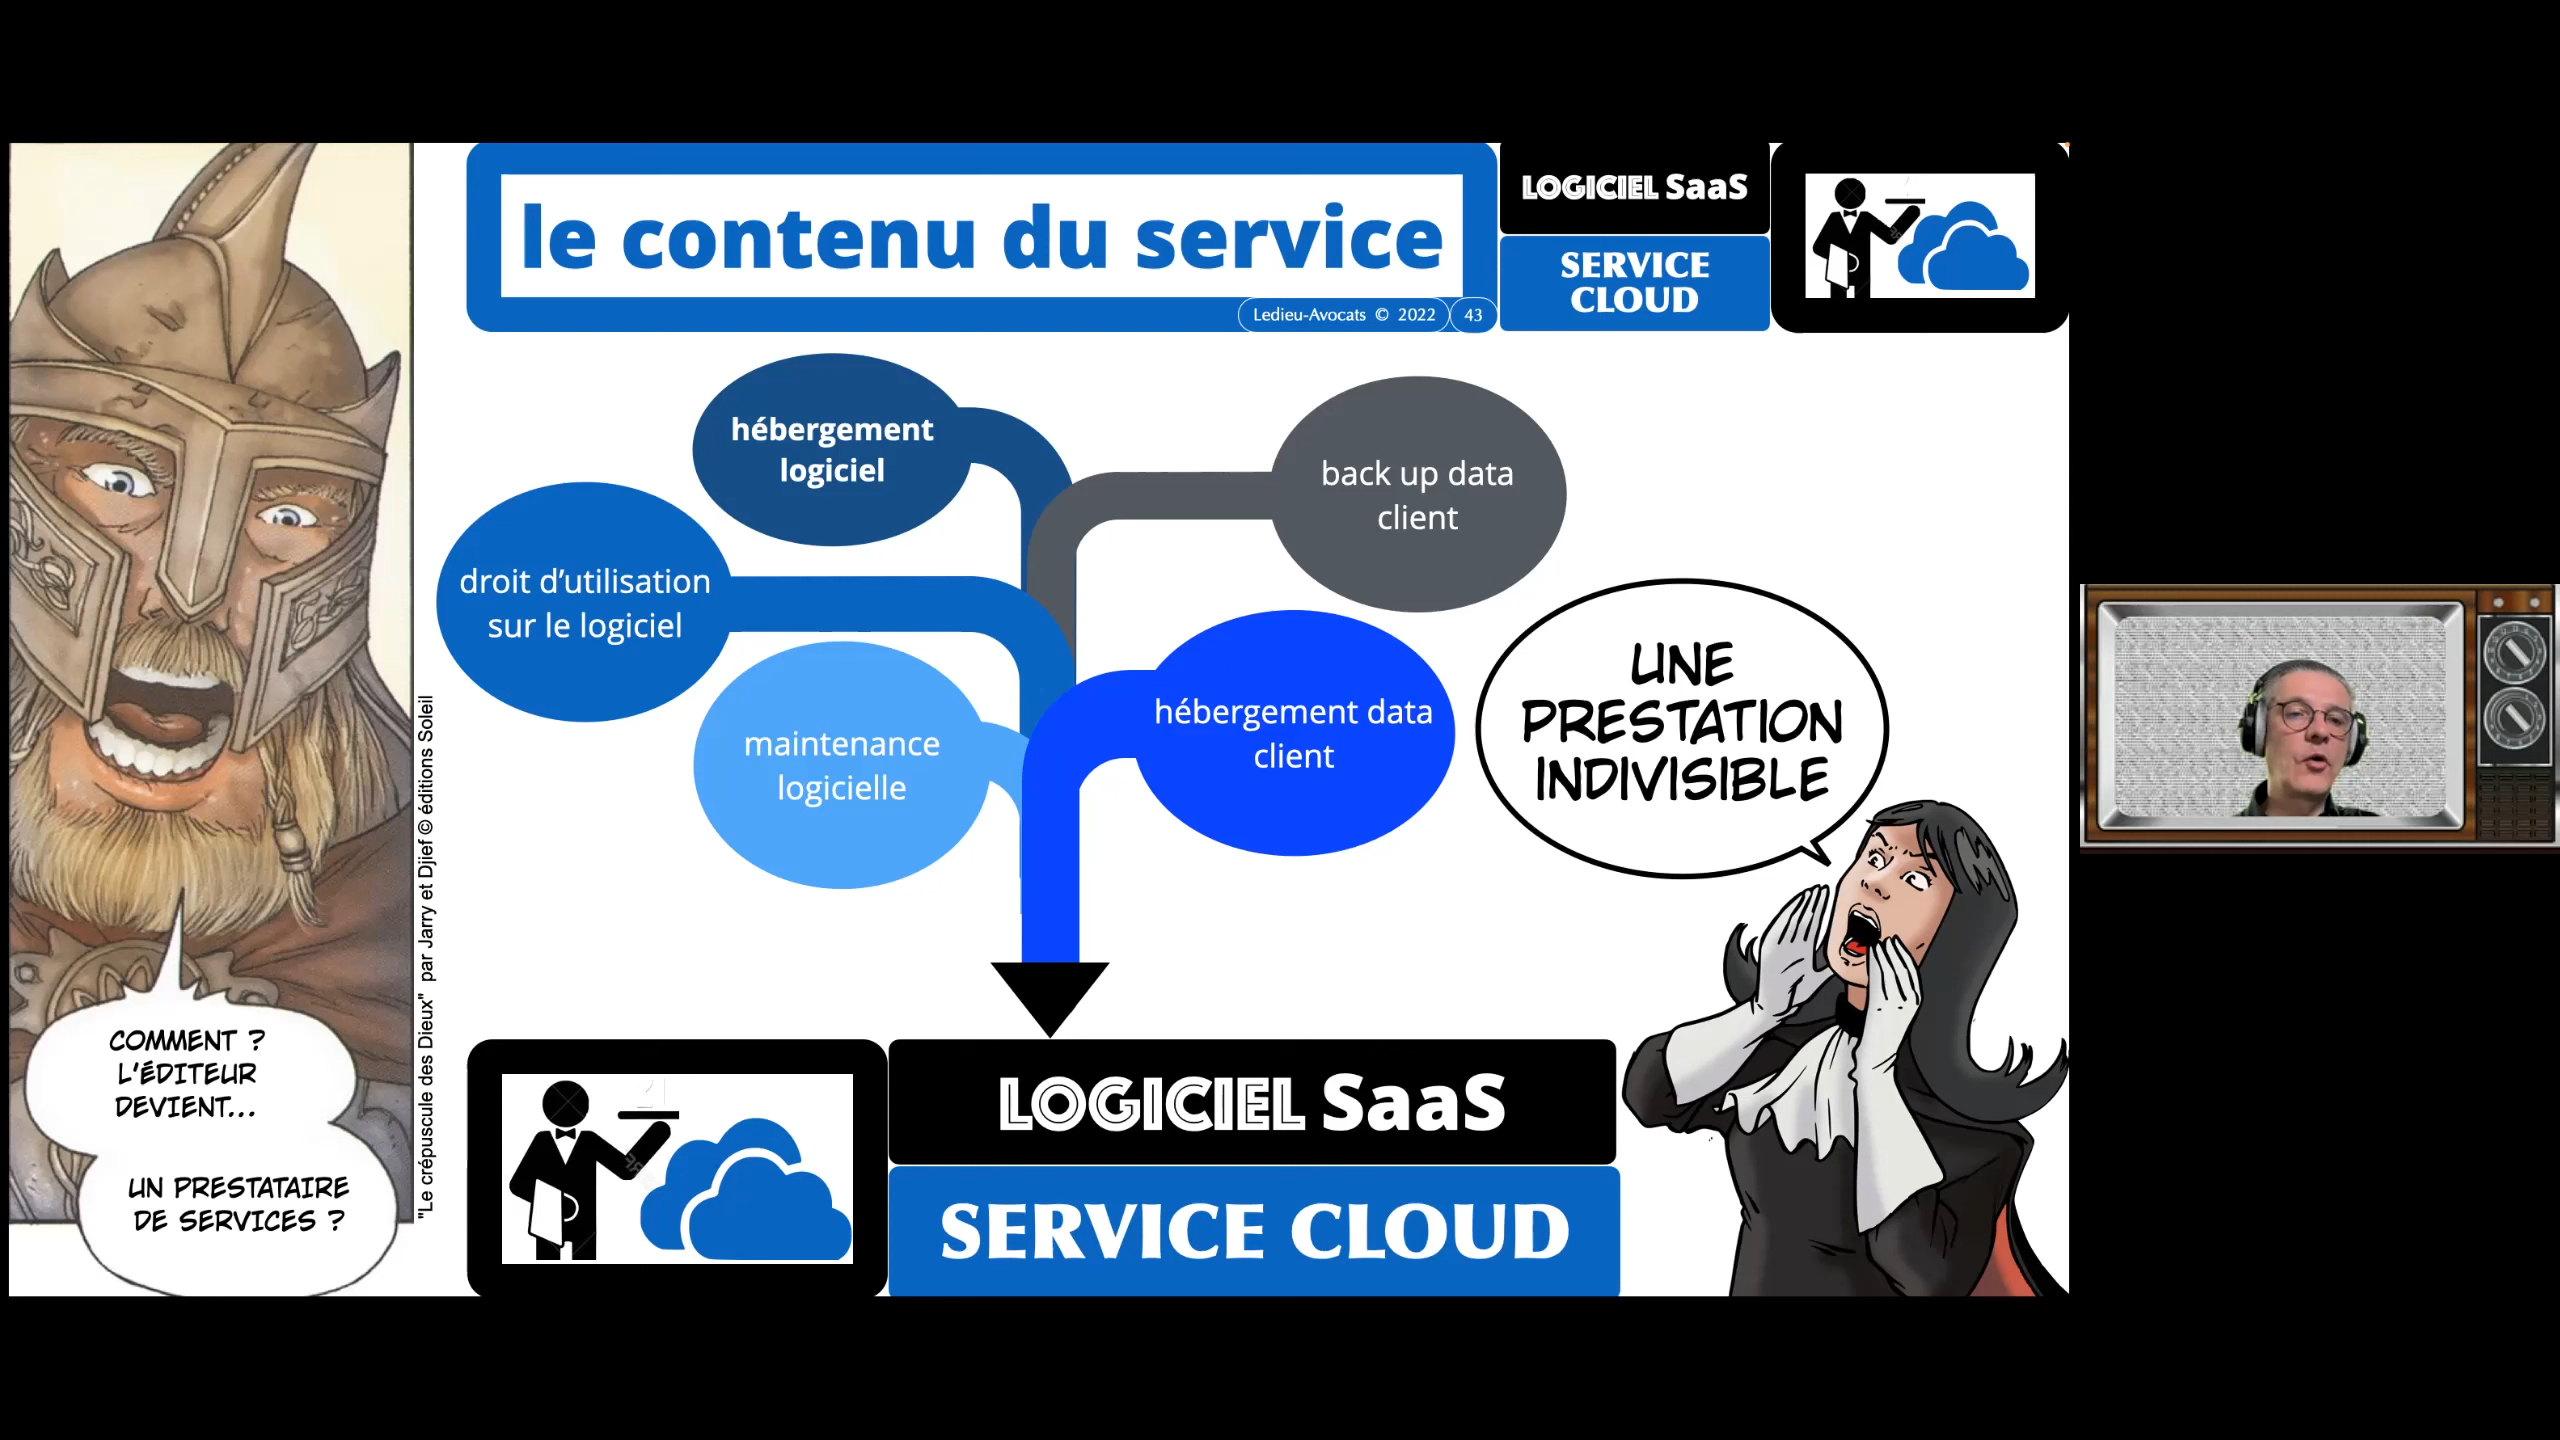 le contenu du service
Ledieu-Avocats © 2022
43
LOGICIEL SaaS
SERVICE
CLOUD
hébergement
logiciel
back up data
client
droit d’utilisation
sur le logiciel
maintenance
logicielle
hébergement data
client
UNE
PRESTATION
INDIVISIBLE
COMMENT ?
L'ÉDITEUR
DEVIENT...
UN PRESTATAIRE
DE SERVICES ?
"Le crépuscule des Dieux" par Jarry et Djief © éditions Soleil
LOGICIEL SaaS
SERVICE CLOUD